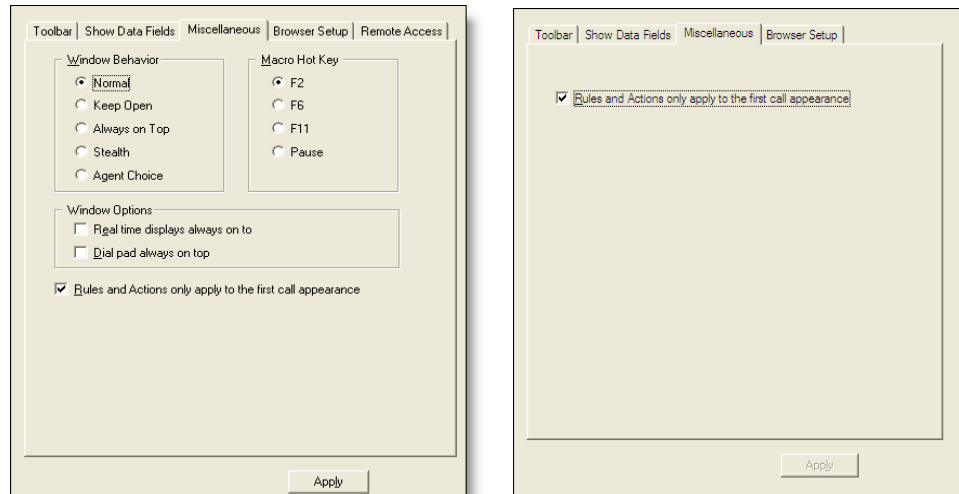 Toolbar Show Data Fields Miscellaneous Browser Setup Remote Access
Window Behavior
Normal
Keep Open
Always on Top
Stealth
Agent Choice
Macro Hot Key
F2
F6
F11
Pause
Window Options
Real time displays always on to
Dial pad always on top
Rules and Actions only apply to the first call appearance
Apply
Toolbar Show Data Fields Miscellaneous Browser Setup
Rules and Actions only apply to the first call appearance
Apply